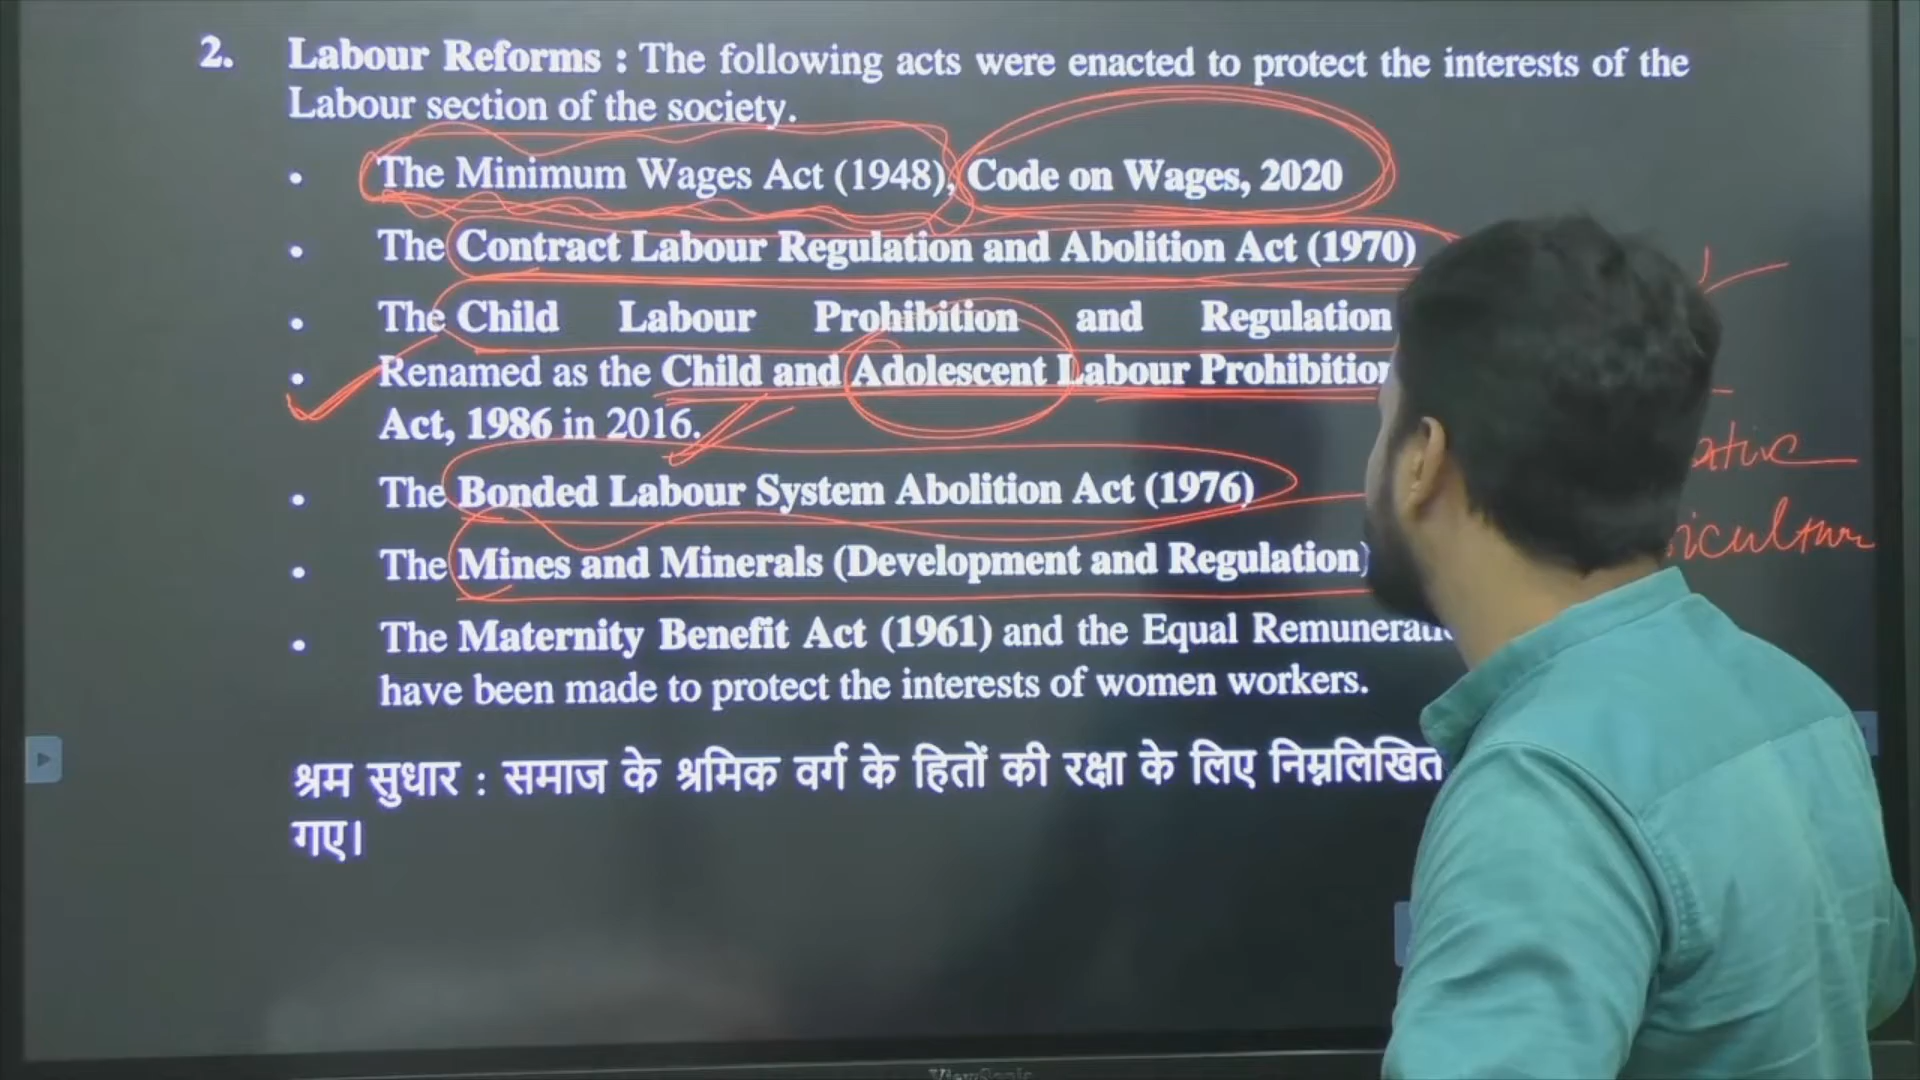 2. Labour Reforms : The following acts were enacted to protect the interests of the
Labour section of the society.
• The Minimum Wages Act (1948), Code on Wages, 2020
• The Contract Labour Regulation and Abolition Act (1970)
• The Child Labour Prohibition and Regulation
• Renamed as the Child and Adolescent Labour Prohibition
Act, 1986 in 2016.
• The Bonded Labour System Abolition Act (1976)
• The Mines and Minerals (Development and Regulation)
• The Maternity Benefit Act (1961) and the Equal
have been made to protect the interests of women workers.
श्रम सुधार : समाज के श्रमिक वर्ग के हितों की रक्षा के लिए निम्नलिखित
गए।
ViewSonic